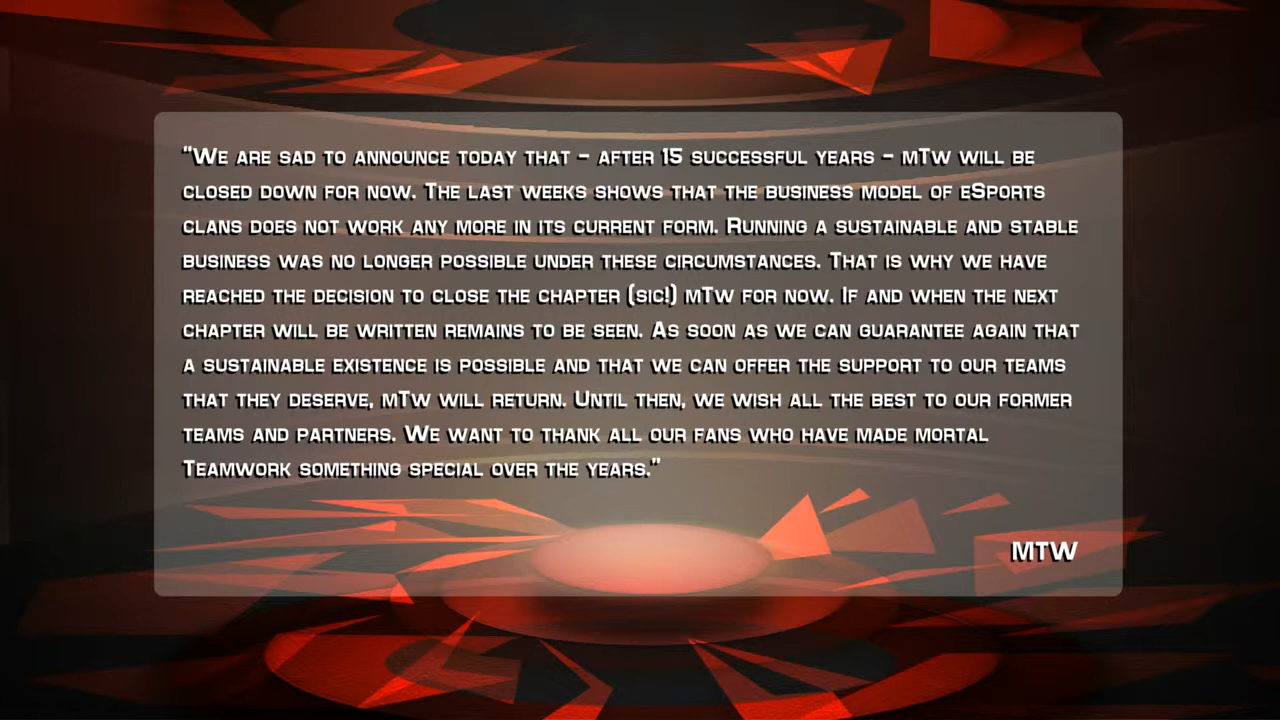 "We are sad to announce today that – after 15 successful years – mTw will be
closed down for now. The last weeks shows that the business model of eSports
clans does not work any more in its current form. Running a sustainable and stable
business was no longer possible under these circumstances. That is why we have
reached the decision to close the chapter (sic!) mTw for now. If and when the next
chapter will be written remains to be seen. As soon as we can guarantee again that
a sustainable existence is possible and that we can offer the support to our teams
that they deserve, mTw will return. Until then, we wish all the best to our former
teams and partners. We want to thank all our fans who have made mortal
Teamwork something special over the years."
MTW